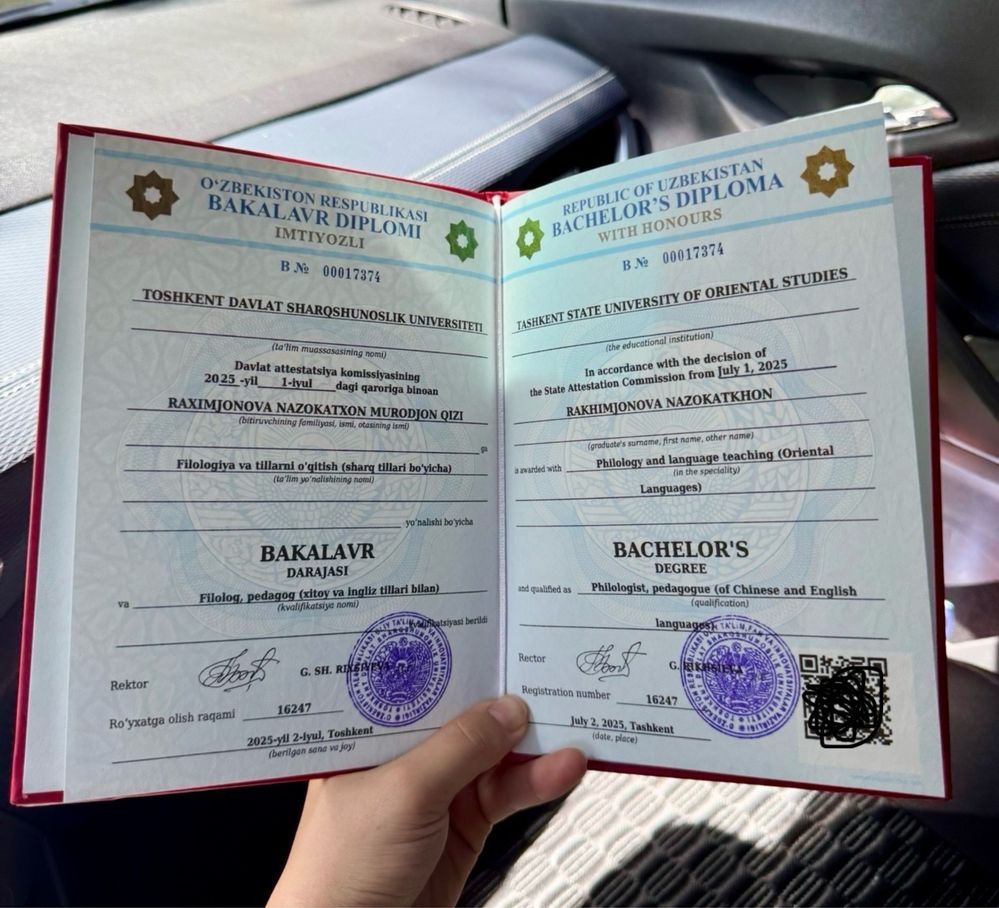 O‘ZBEKISTON RESPUBLIKASI
BAKALAVR DIPLOMI
IMTIYOZLI
B № 00017374
TOSHKENT DAVLAT SHARQSHUNOSLIK UNIVERSITETI
(ta'lim muassasasining nomi)
Davlat attestatsiya komissiyasining
2025 -yil 1-iyul dagi qaroriga binoan
RAXIMJONOVA NAZOKATXON MURODJON QIZI
(bitiruvchining familiyasi, ismi, otasining ismi)
ga
Filologiya va tillarni o‘qitish (sharq tillari bo‘yicha)
(ta'lim yo‘nalishining nomi)
yo‘nalishi bo‘yicha
BAKALAVR
DARAJASI
va Filolog, pedagog (xitoy va ingliz tillari bilan)
(kvalifikatsiya nomi)
kvalifikatsiyasi berildi
Rektor G. SH. RIXSIYEVA
Ro‘yxatga olish raqami 16247
2025-yil 2-iyul, Toshkent
(berilgan sana va joy)
REPUBLIC OF UZBEKISTAN
BACHELOR'S DIPLOMA
WITH HONOURS
B № 00017374
TASHKENT STATE UNIVERSITY OF ORIENTAL STUDIES
(the educational institution)
In accordance with the decision of
the State Attestation Commission from July 1, 2025
RAKHIMJONOVA NAZOKATKHON
(graduate's surname, first name, other name)
is awarded with Philology and language teaching (Oriental
(in the speciality)
Languages)
BACHELOR'S
DEGREE
and qualified as Philologist, pedagogue (of Chinese and English
(qualification)
languages)
Rector G. RIKHSIEVA
Registration number 16247
July 2, 2025, Tashkent
(date, place)